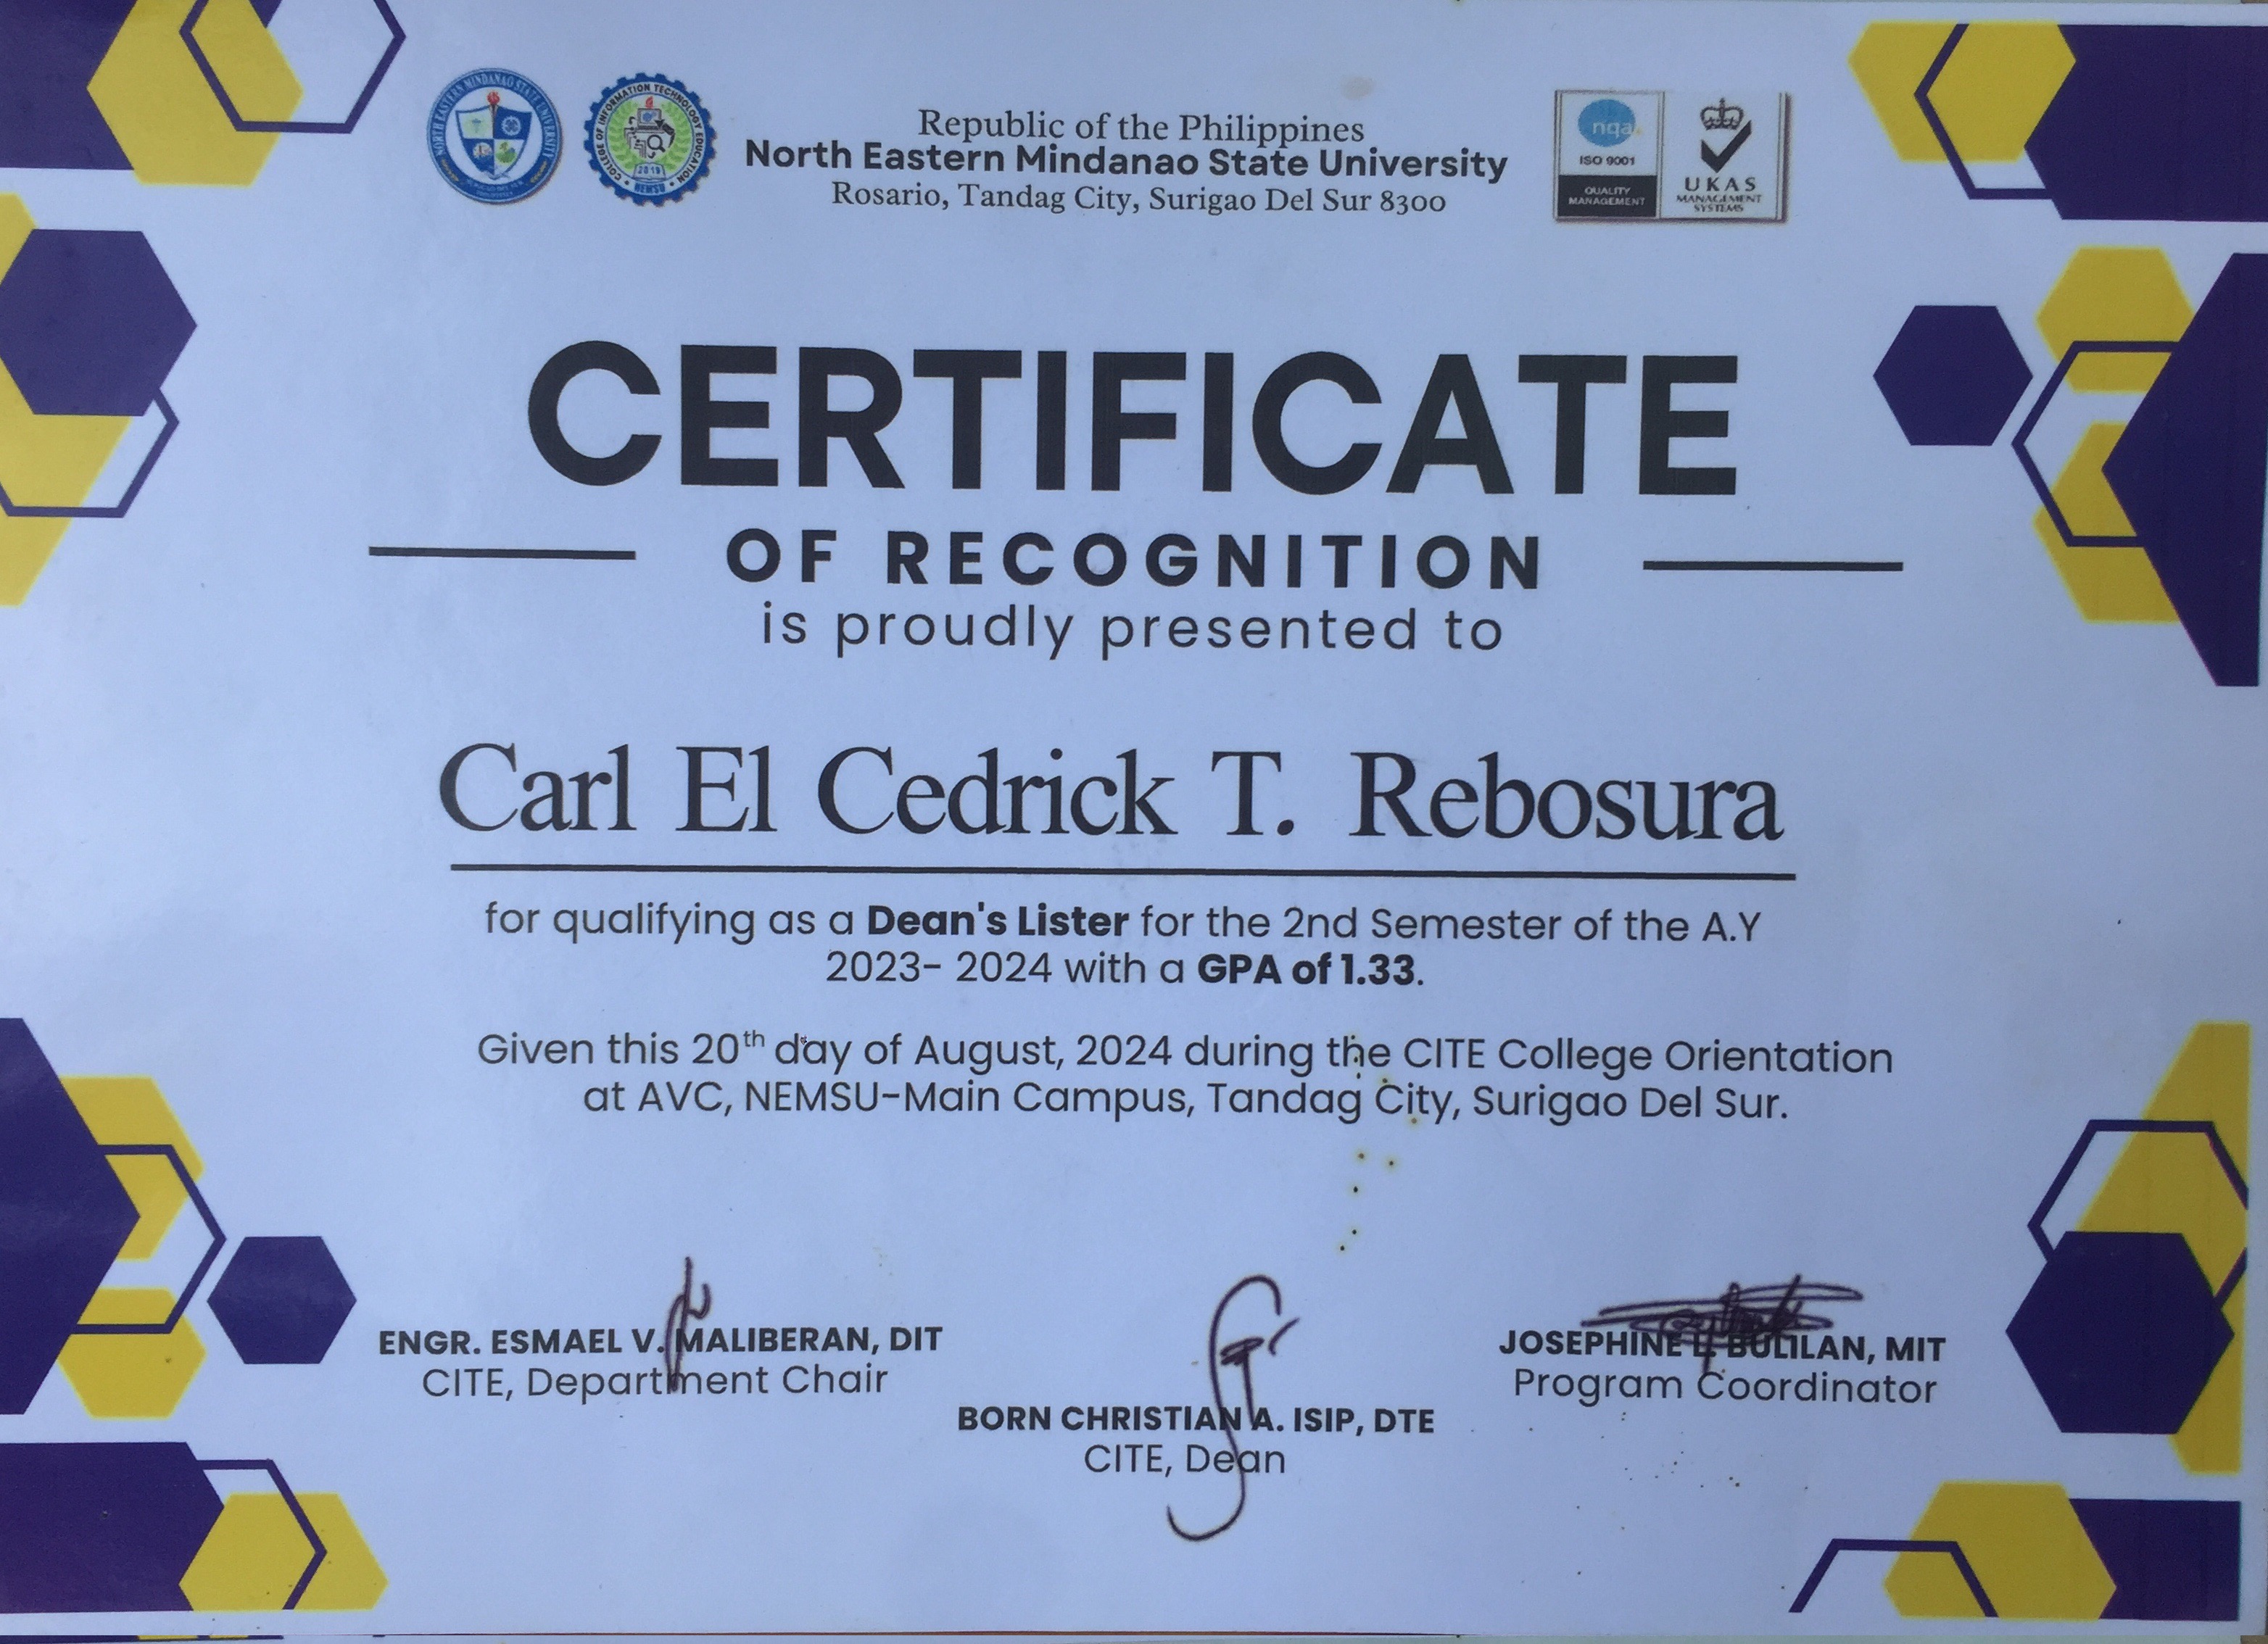 NORTH EASTERN MINDANAO STATE UNIVERSITY
COLLEGE OF INFORMATION TECHNOLOGY EDUCATION
2019
NEMSU
Republic of the Philippines
North Eastern Mindanao State University
Rosario, Tandag City, Surigao Del Sur 8300
nqa.
ISO 9001
QUALITY
MANAGEMENT
UKAS
MANAGEMENT
SYSTEMS
CERTIFICATE
OF RECOGNITION
is proudly presented to
Carl El Cedrick T. Rebosura
for qualifying as a Dean's Lister for the 2nd Semester of the A.Y
2023- 2024 with a GPA of 1.33.
Given this 20th day of August, 2024 during the CITE College Orientation
at AVC, NEMSU-Main Campus, Tandag City, Surigao Del Sur.
ENGR. ESMAEL V. MALIBERAN, DIT
CITE, Department Chair
JOSEPHINE L. BULILAN, MIT
Program Coordinator
BORN CHRISTIAN A. ISIP, DTE
CITE, Dean